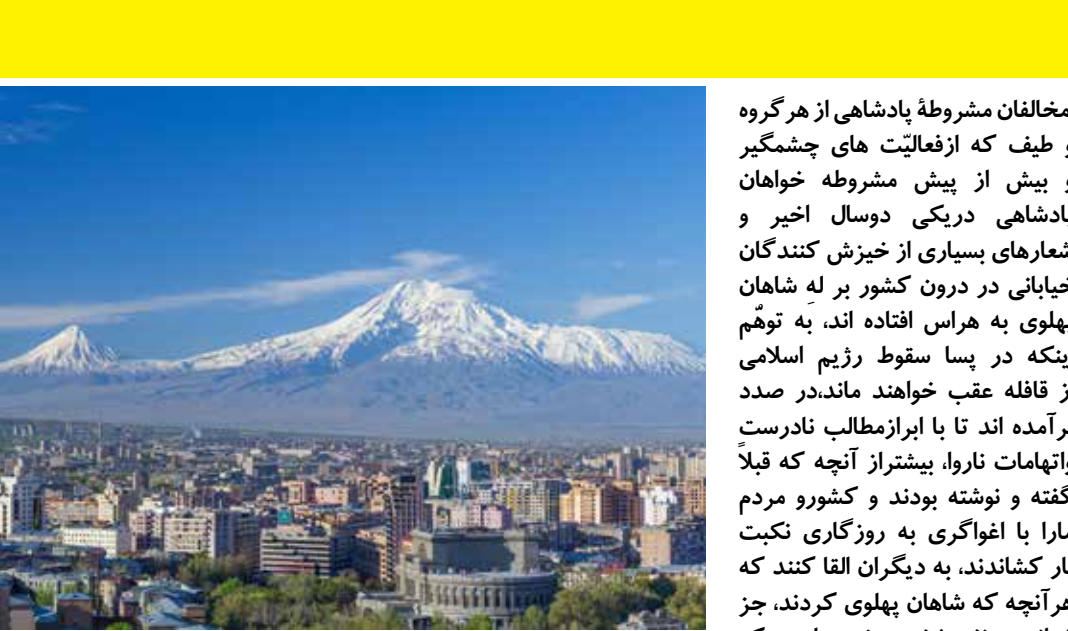 مخالفان مشروطۀ پادشاهی از هر گروه
و طیف که ازفعالیّت های چشمگیر
و بیش از پیش مشروطه خواهان
پادشاهی دریکی دوسال اخیر و
شعارهای بسیاری از خیزش کنندگان
خیابانی در درون کشور بر لهِ شاهان
پهلوی به هراس افتاده اند، به توهّم
اینکه در پسا سقوط رژیم اسلامی
از قافله عقب خواهند ماند،در صدد
برآمده اند تا با ابرازمطالب نادرست
واتهامات ناروا، بیشتراز آنچه که قبلاً
گفته و نوشته بودند و کشورو مردم
مارا با اغواگری به روزگاری نکبت
بار کشاندند، به دیگران القا کنند که
هرآنچه که شاهان پهلوی کردند، جز